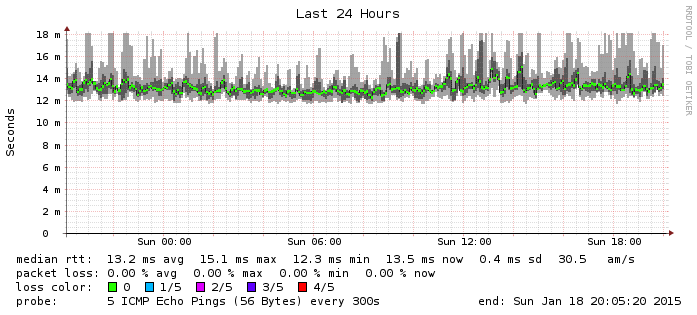 Last 24 Hours
RRDTOOL / TOBI OETIKER
Seconds
18 m
16 m
14 m
12 m
10 m
8 m
6 m
4 m
2 m
0
Sun 00:00 Sun 06:00 Sun 12:00 Sun 18:00
median rtt: 13.2 ms avg 15.1 ms max 12.3 ms min 13.5 ms now 0.4 ms sd 30.5 am/s
packet loss: 0.00 % avg 0.00 % max 0.00 % min 0.00 % now
loss color: 0 1/5 2/5 3/5 4/5
probe: 5 ICMP Echo Pings (56 Bytes) every 300s end: Sun Jan 18 20:05:20 2015